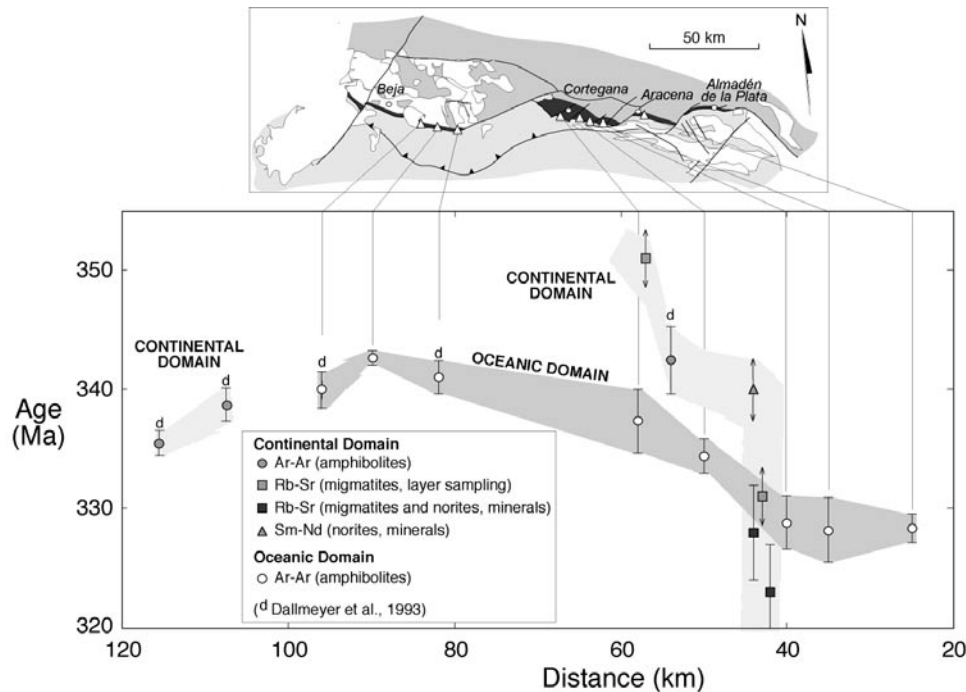 N
50 km
Beja
Cortegana
Aracena
Almadén
de la Plata
350
340
330
320
Age
(Ma)
CONTINENTAL
DOMAIN
d
d
d
d
OCEANIC DOMAIN
CONTINENTAL
DOMAIN
d
Continental Domain
Ar-Ar (amphibolites)
Rb-Sr (migmatites, layer sampling)
Rb-Sr (migmatites and norites, minerals)
Sm-Nd (norites, minerals)
Oceanic Domain
Ar-Ar (amphibolites)
(d Dallmeyer et al., 1993)
120 100 80 60 40 20
Distance (km)